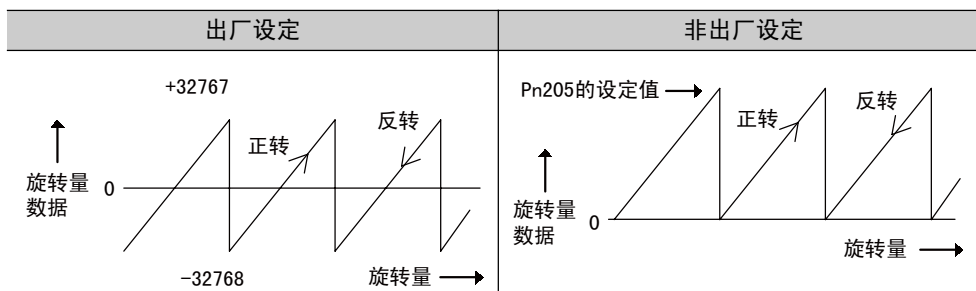 出厂设定
非出厂设定
+32767
正转
反转
旋转量
数据
0
-32768
旋转量
Pn205的设定值
正转
反转
旋转量
数据
0
旋转量